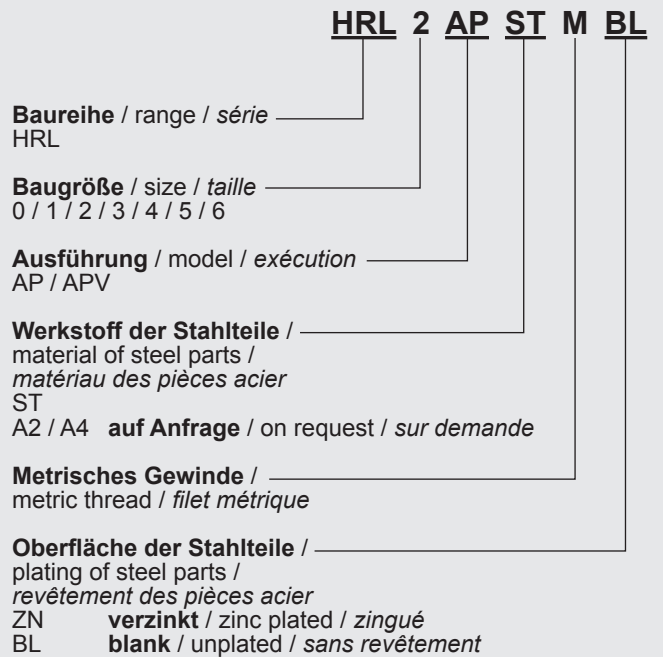 HRL 2 AP ST M BL
Baureihe / range / série
HRL
Baugröße / size / taille
0 / 1 / 2 / 3 / 4 / 5 / 6
Ausführung / model / exécution
AP / APV
Werkstoff der Stahlteile /
material of steel parts /
matériau des pièces acier
ST
A2 / A4 auf Anfrage / on request / sur demande
Metrisches Gewinde /
metric thread / filet métrique
Oberfläche der Stahlteile /
plating of steel parts /
revêtement des pièces acier
ZN verzinkt / zinc plated / zingué
BL blank / unplated / sans revêtement